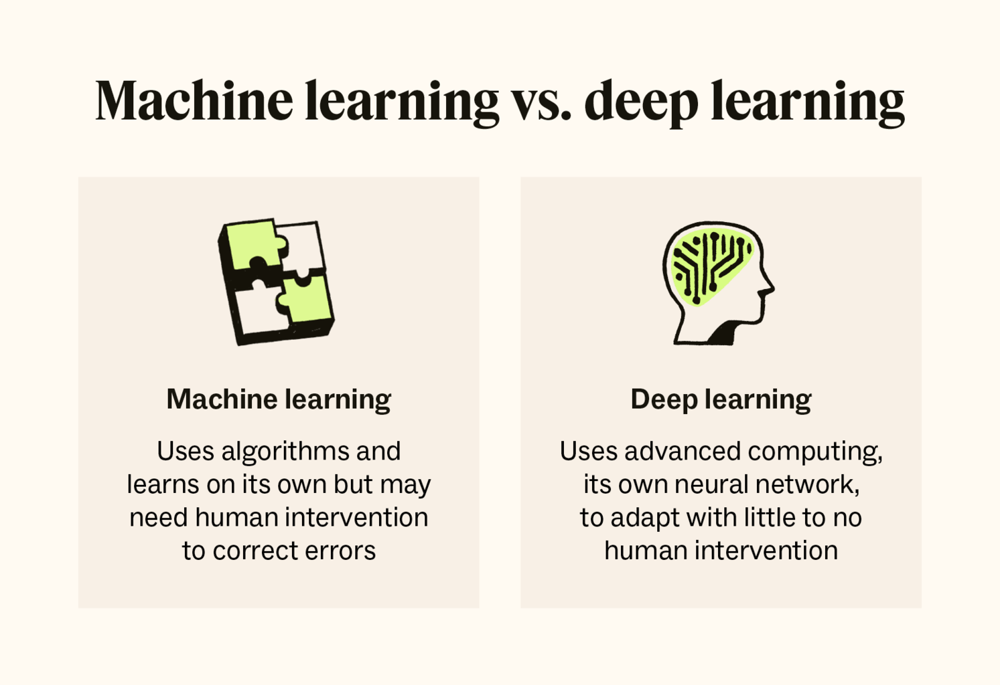 Machine learning vs. deep learning
Machine learning
Uses algorithms and
learns on its own but may
need human intervention
to correct errors
Deep learning
Uses advanced computing,
its own neural network,
to adapt with little to no
human intervention